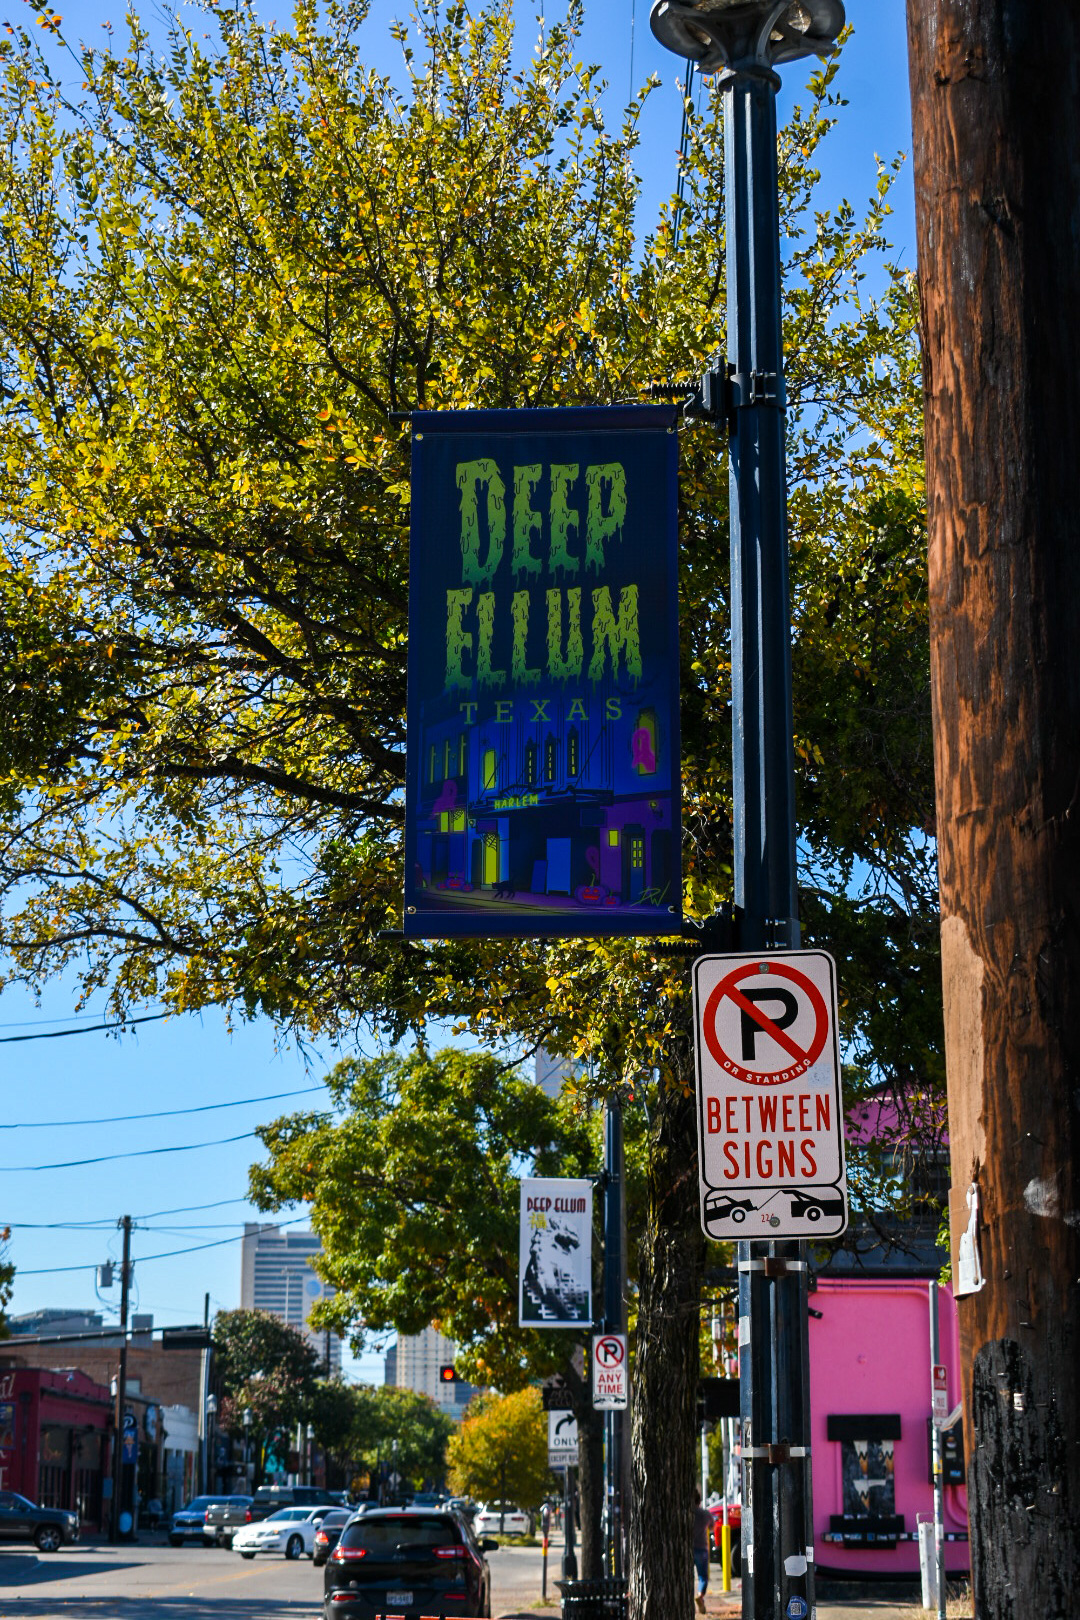 DEEP
ELLUM
TEXAS
HARLEM
P
OR STANDING
BETWEEN
SIGNS
DEEP ELLUM
P
ANY
TIME
ONLY